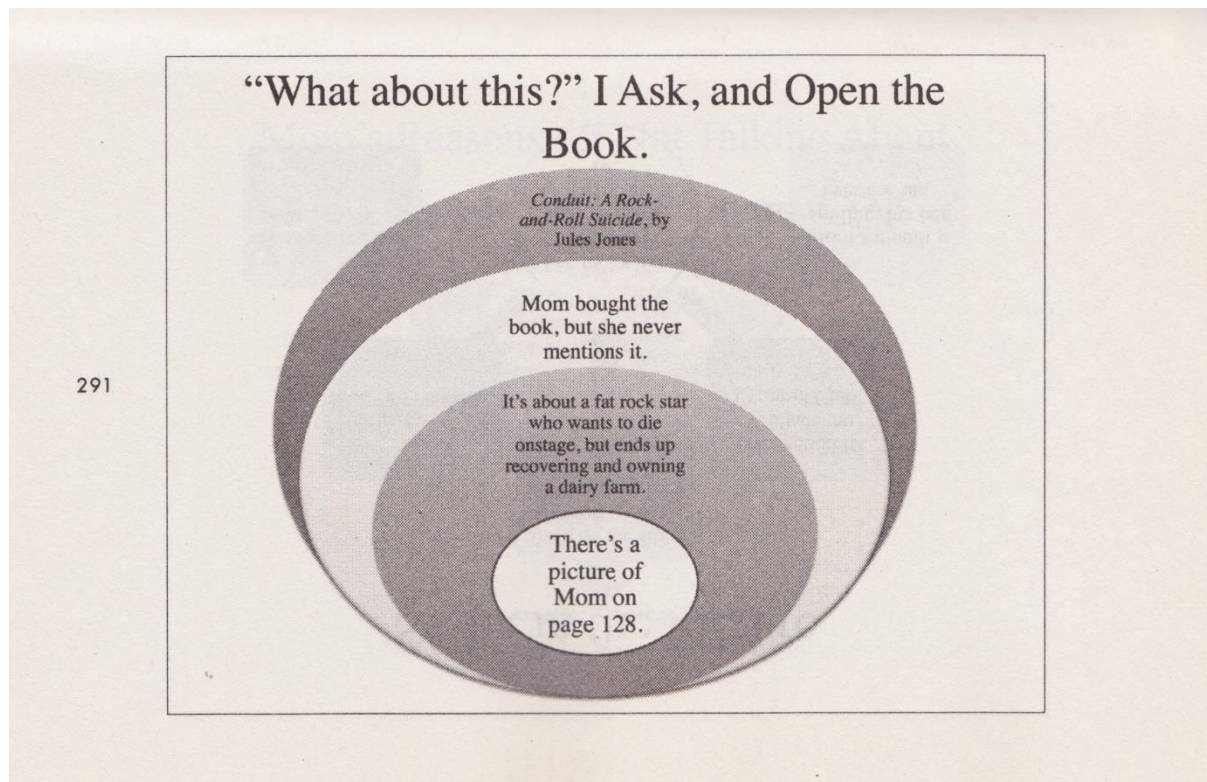 “What about this?” I Ask, and Open the
Book.
Conduit: A Rock-
and-Roll Suicide, by
Jules Jones
Mom bought the
book, but she never
mentions it.
291
It’s about a fat rock star
who wants to die
onstage, but ends up
recovering and owning
a dairy farm.
There’s a
picture of
Mom on
page 128.